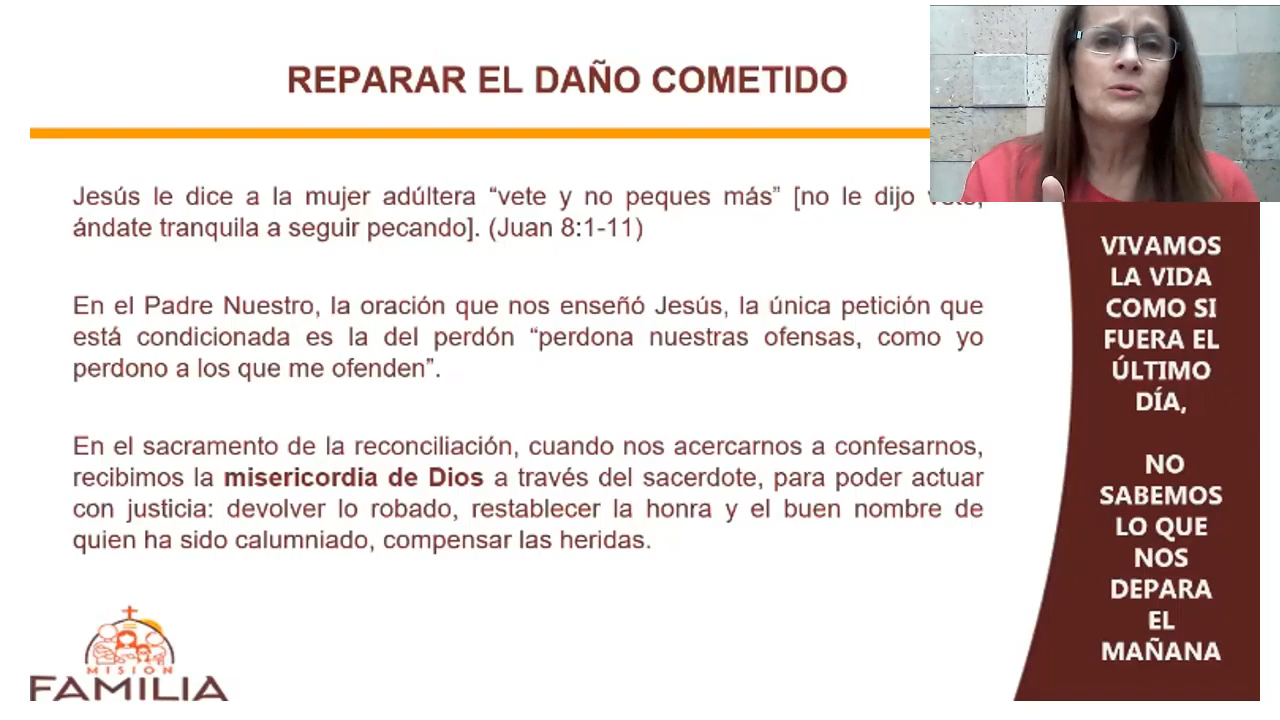 REPARAR EL DAÑO COMETIDO
Jesús le dice a la mujer adúltera “vete y no peques más” [no le dijo vete,
ándate tranquila a seguir pecando]. (Juan 8:1-11)
En el Padre Nuestro, la oración que nos enseñó Jesús, la única petición que
está condicionada es la del perdón “perdona nuestras ofensas, como yo
perdono a los que me ofenden”.
En el sacramento de la reconciliación, cuando nos acercarnos a confesarnos,
recibimos la misericordia de Dios a través del sacerdote, para poder actuar
con justicia: devolver lo robado, restablecer la honra y el buen nombre de
quien ha sido calumniado, compensar las heridas.
MISION
FAMILIA
VIVAMOS
LA VIDA
COMO SI
FUERA EL
ÚLTIMO
DÍA,
NO
SABEMOS
LO QUE
NOS
DEPARA
EL
MAÑANA